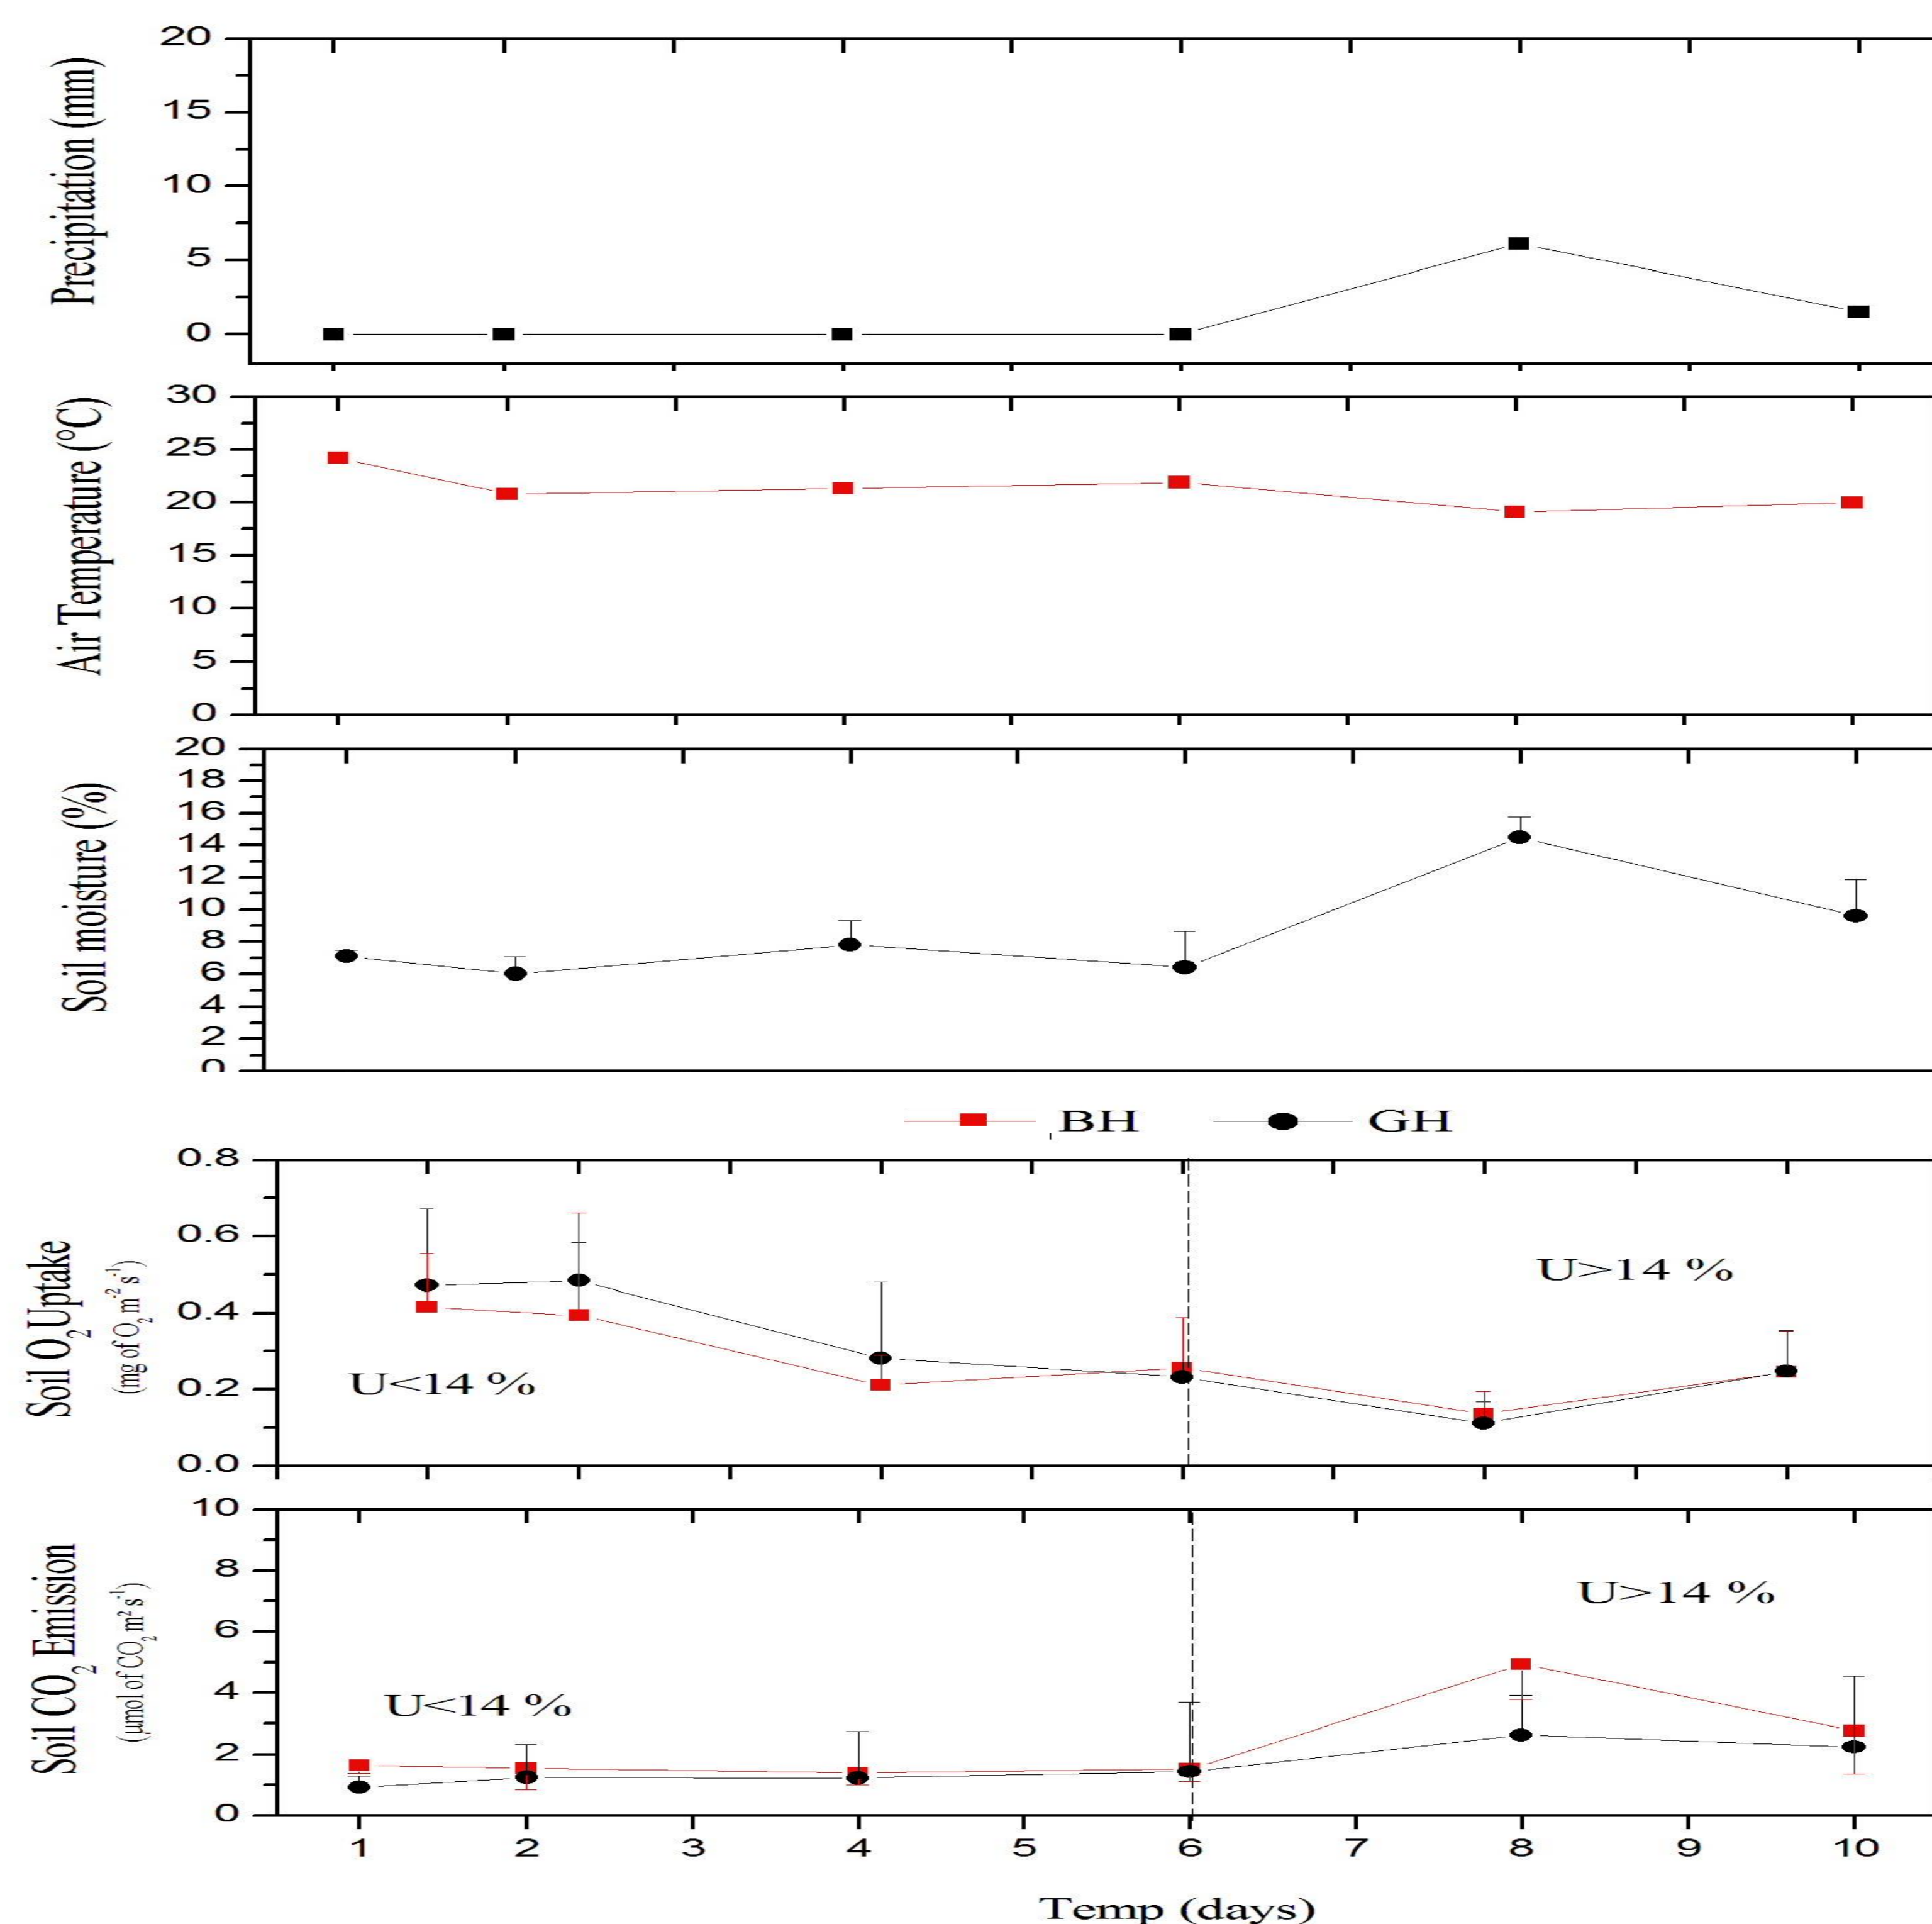 Precipitation (mm)
20
15
10
5
0
Air Temperature (°C)
30
25
20
15
10
5
0
Soil moisture (%)
20
18
16
14
12
10
8
6
4
2
0
BH GH
Soil O2 Uptake
(mg of O2 m-2 s-1)
0.8
0.6
0.4
0.2
0.0
U>14 %
U<14 %
Soil CO2 Emission
(µmol of CO2 m2 s-1)
10
8
6
4
2
0
U>14 %
U<14 %
1 2 3 4 5 6 7 8 9 10
Temp (days)